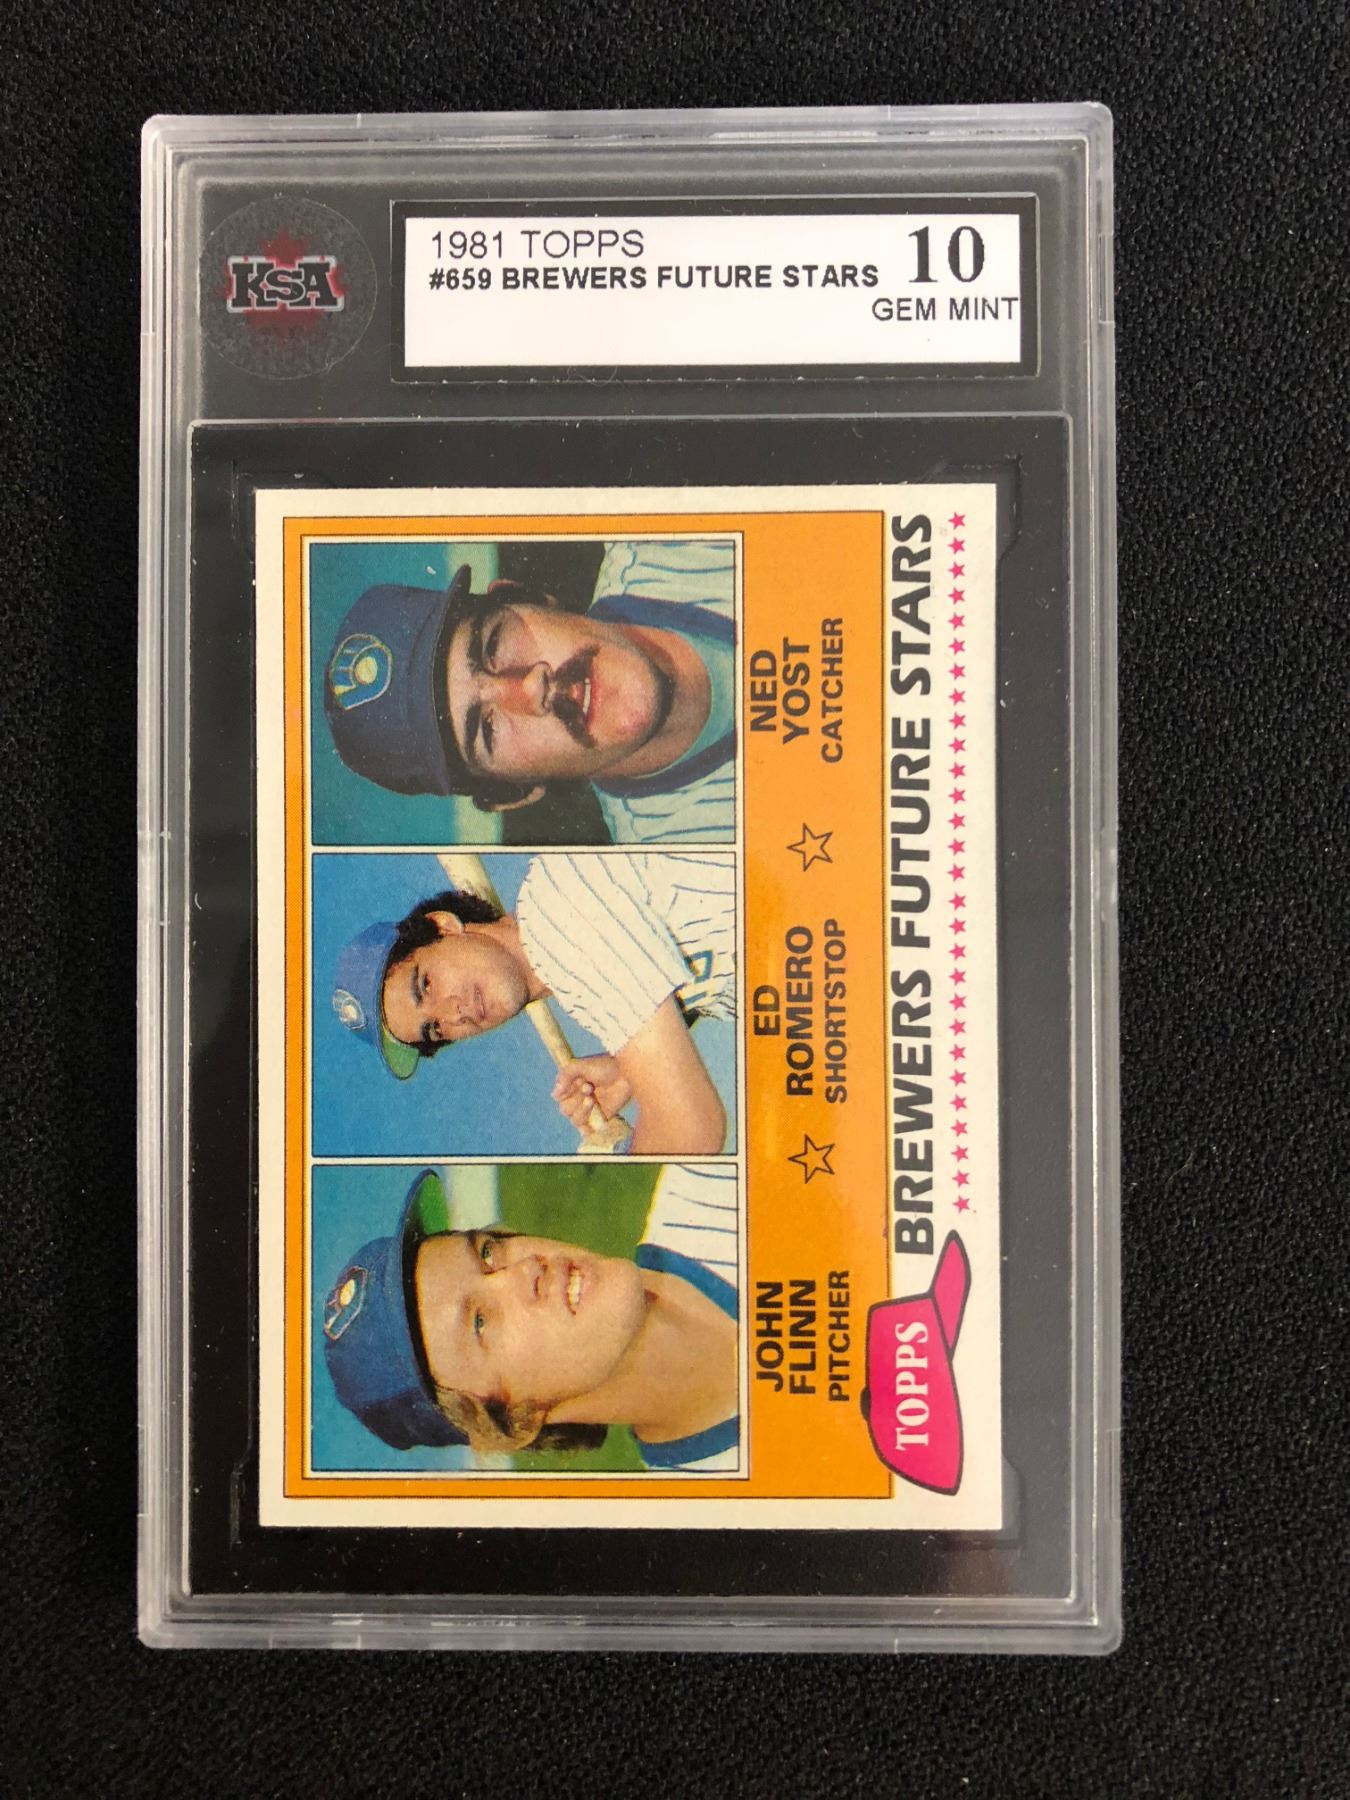 KSA
1981 TOPPS
#659 BREWERS FUTURE STARS
10
GEM MINT
JOHN
FLINN
PITCHER
ED
ROMERO
SHORTSTOP
NED
YOST
CATCHER
TOPPS
BREWERS FUTURE STARS